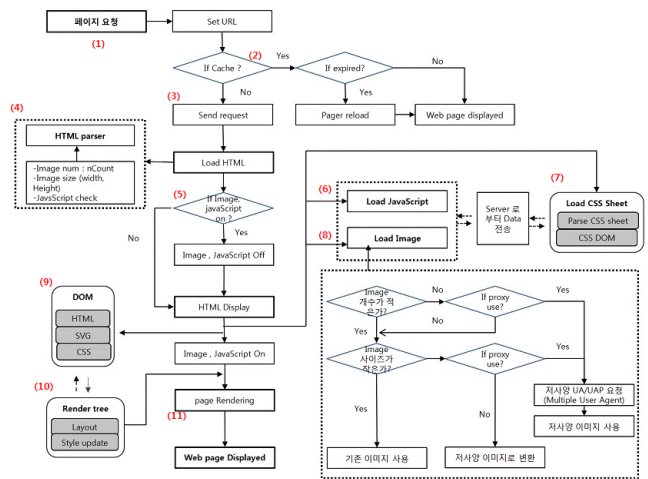 페이지 요청
Set URL
(1)
(2)
If Cache ?
Yes
If expired?
No
(3)
No
Yes
(4)
Send request
Pager reload
Web page displayed
HTML parser
Load HTML
-Image num : nCount
-Image size (width,
Height)
-JavsScript check
(5)
If Image,
javaScript
on ?
(6)
Load JavaScript
(7)
Load CSS Sheet
Parse CSS sheet
CSS DOM
Server 로
부터 Data
전송
(8)
Load Image
No
Yes
Image , JavaScript Off
(9)
DOM
HTML
SVG
CSS
HTML Display
Image
개수가 적
은가?
No
If proxy
use?
Yes
Yes
No
Image , JavaScript On
Image
사이즈가
작은가?
If proxy
use?
Yes
(10)
Render tree
Layout
Style update
page Rendering
(11)
저사양 UA/UAP 요청
(Multiple User Agent)
Yes
No
저사양 이미지 사용
Web page Displayed
기존 이미지 사용
저사양 이미지로 변환